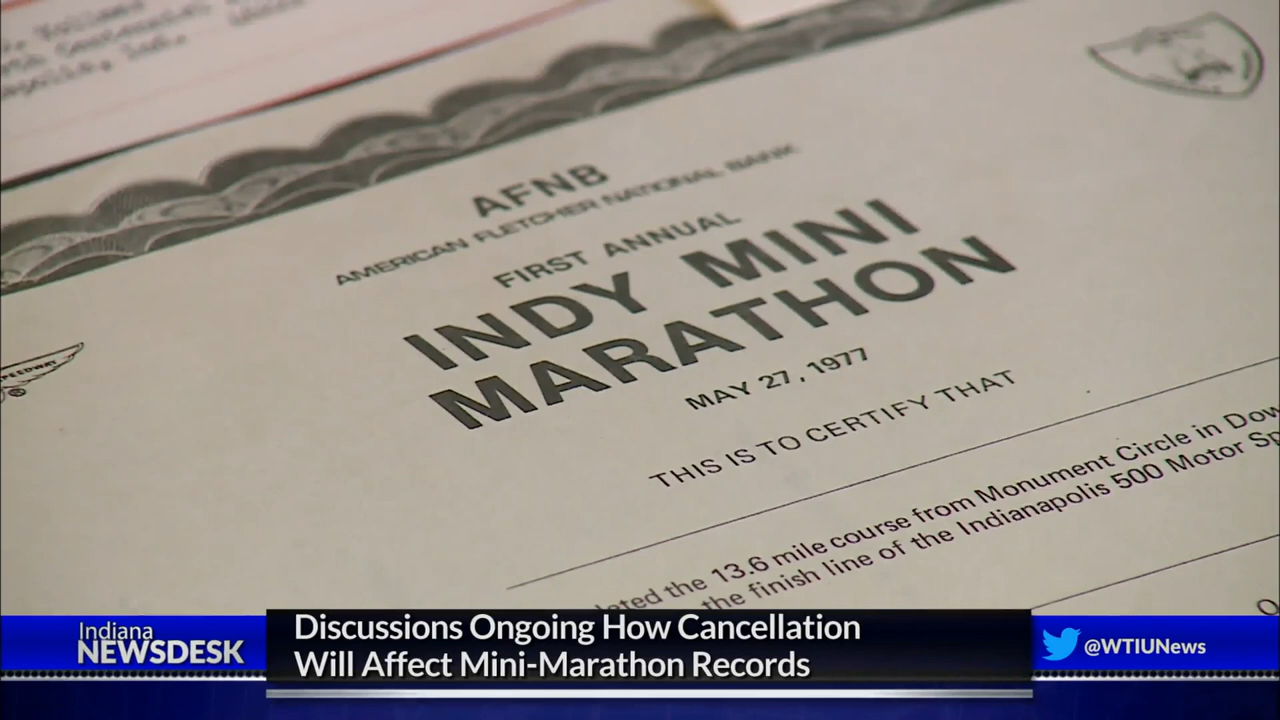 AFNB
AMERICAN FLETCHER NATIONAL BANK
FIRST ANNUAL
INDY MINI
MARATHON
MAY 27, 1977
THIS IS TO CERTIFY THAT
the 13.6 mile course from Monument Circle in
the finish line of the Indianapolis 500 Motor
Indiana
NEWSDESK
Discussions Ongoing How Cancellation
Will Affect Mini-Marathon Records
@WTIUNews